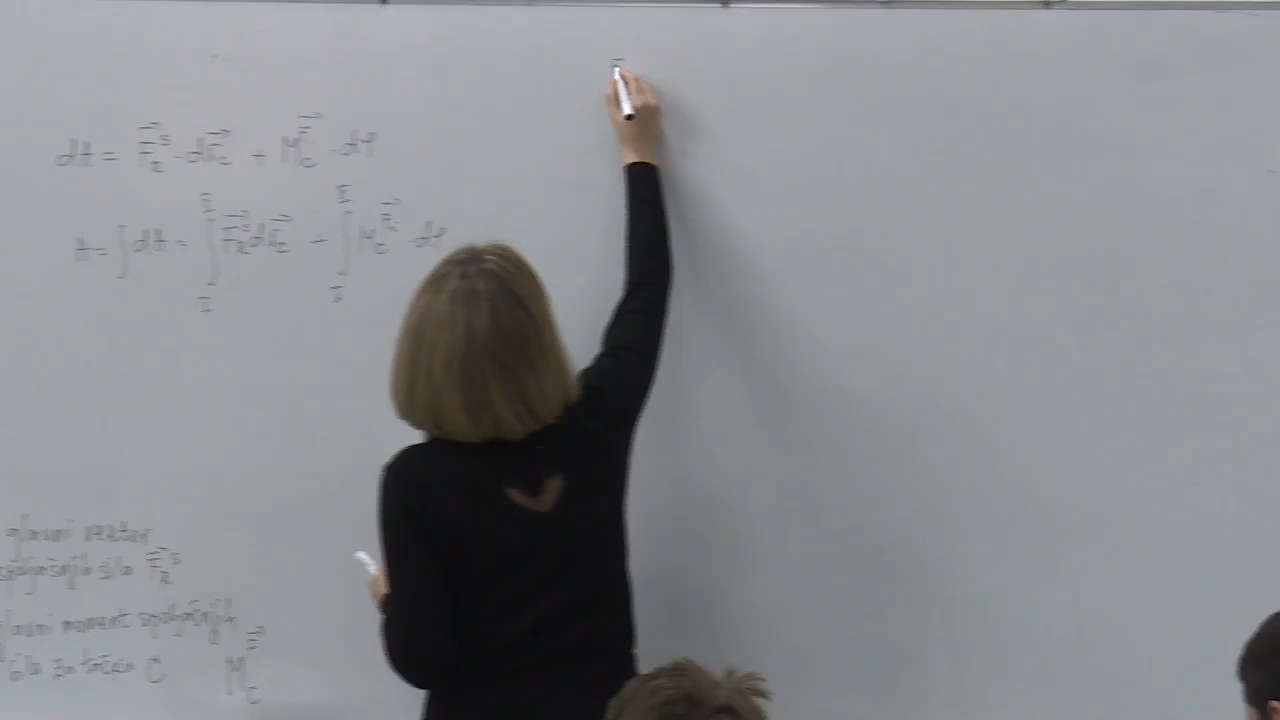 dA = F_R^s · dr_C + M_C^F · dφ
A = ∫ dA = ∫ F_R^s dr_C + ∫ M_C^F · dφ
I I
glavni vektor
spoljašnjih sila F_R^s
glavni moment spoljašnjih
sila za tačku C M_C^F